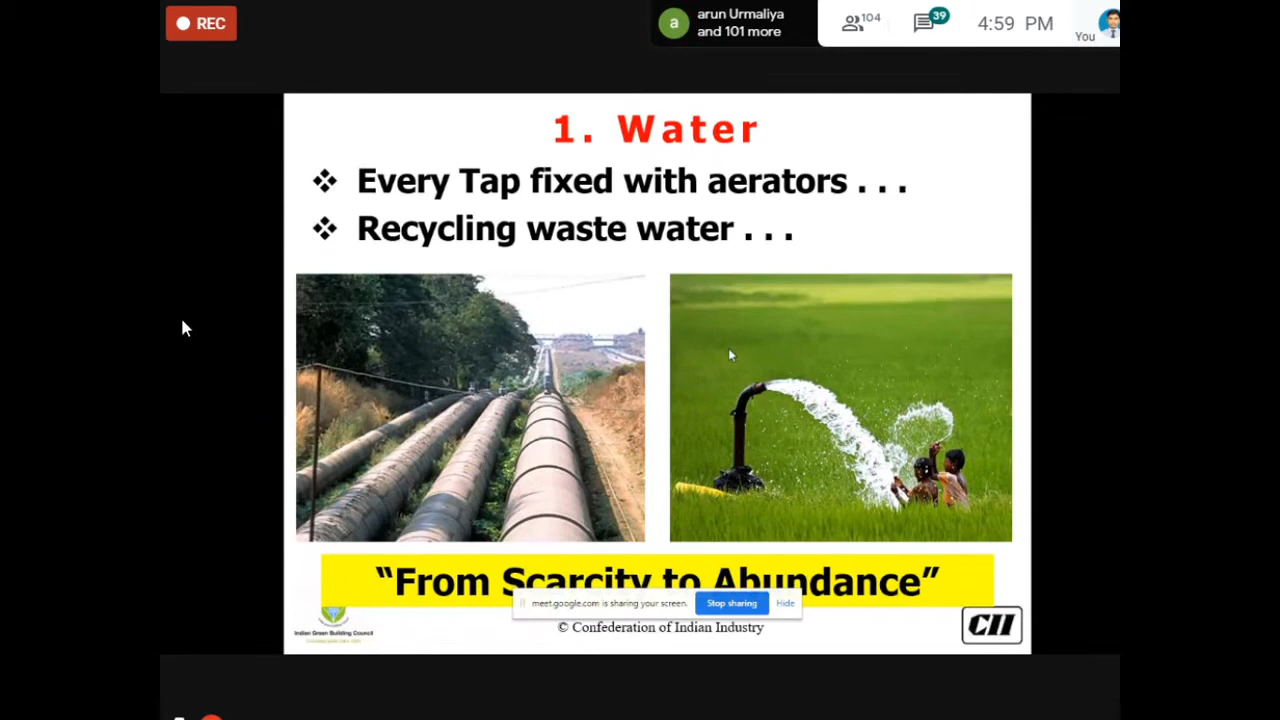 REC
a
arun Urmaliya
and 101 more
104
39
4:59 PM
You
1. Water
❖ Every Tap fixed with aerators . . .
❖ Recycling waste water . . .
“From Scarcity to Abundance”
meet.google.com is sharing your screen.
Stop sharing
Hide
Indian Green Building Council
© Confederation of Indian Industry
CII